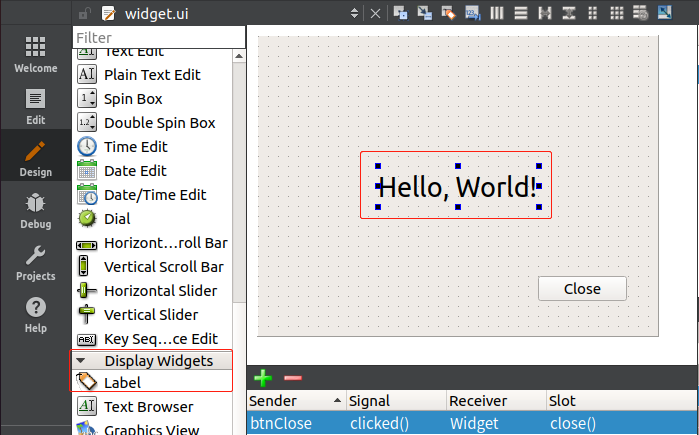 widget.ui
Filter
Welcome
Edit
Design
Debug
Projects
Help
Text Edit
Plain Text Edit
Spin Box
Double Spin Box
Time Edit
Date Edit
Date/Time Edit
Dial
Horizont...roll Bar
Vertical Scroll Bar
Horizontal Slider
Vertical Slider
Key Seq...ce Edit
Display Widgets
Label
Text Browser
Graphics View
Hello, World!
Close
Sender Signal Receiver Slot
btnClose clicked() Widget close()